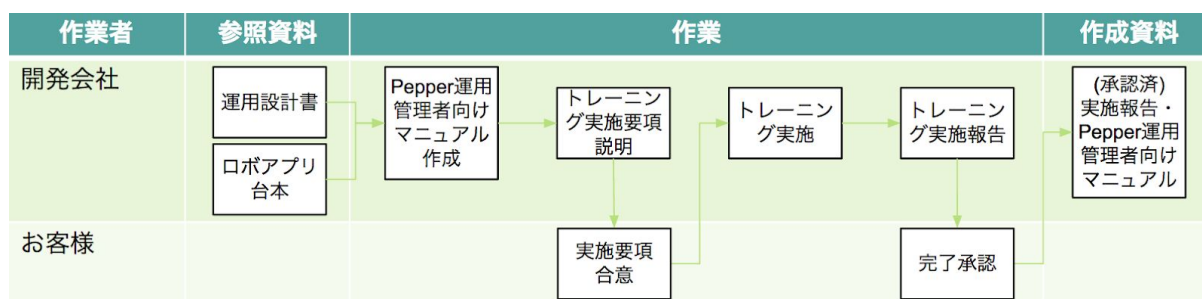 作業者
参照資料
作業
作成資料
開発会社
運用設計書
ロボアプリ
台本
Pepper運用
管理者向け
マニュアル
作成
トレーニン
グ実施要項
説明
トレーニン
グ実施
トレーニン
グ実施報告
(承認済)
実施報告・
Pepper運用
管理者向け
マニュアル
お客様
実施要項
合意
完了承認